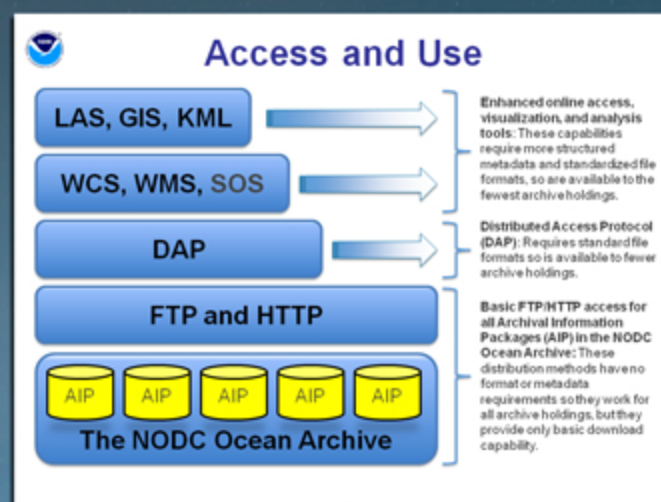 Access and Use
LAS, GIS, KML
WCS, WMS, SOS
DAP
FTP and HTTP
AIP AIP AIP AIP AIP
The NODC Ocean Archive
Enhanced online access,
visualization, and analysis
tools: These capabilities
require more structured
metadata and standardized file
formats, so are available to the
fewest archive holdings.
Distributed Access Protocol
(DAP): Requires standard file
formats so is available to fewer
archive holdings.
Basic FTP/HTTP access for
all Archival Information
Packages (AIP) in the NODC
Ocean Archive: These
distribution methods have no
format or metadata
requirements so they work for
all archive holdings, but they
provide only basic download
capability.